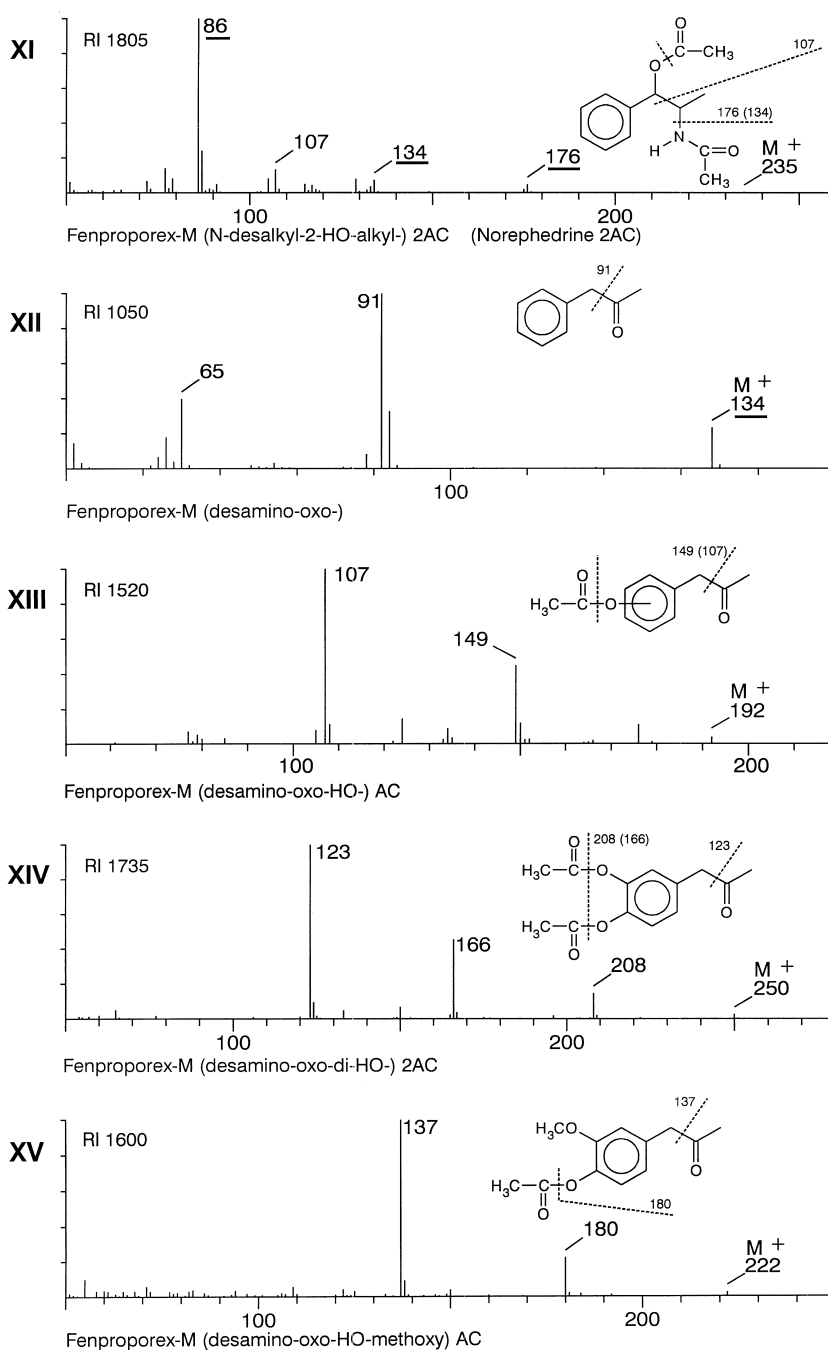 XI
RI 1805
86
107
134
176
M +
235
O
C
CH₃
O
107
176 (134)
N
H
C
O
CH₃
100
200
Fenproporex-M (N-desalkyl-2-HO-alkyl-) 2AC (Norephedrine 2AC)
XII
RI 1050
91
65
91
O
M +
134
100
Fenproporex-M (desamino-oxo-)
XIII
RI 1520
107
149
149 (107)
O
H₃C
C
O
O
M +
192
100
200
Fenproporex-M (desamino-oxo-HO-) AC
XIV
RI 1735
123
166
208
208 (166)
123
O
H₃C
C
O
H₃C
C
O
O
O
M +
250
100
200
Fenproporex-M (desamino-oxo-di-HO-) 2AC
XV
RI 1600
137
137
H₃CO
O
H₃C
C
O
O
180
180
M +
222
100
200
Fenproporex-M (desamino-oxo-HO-methoxy) AC